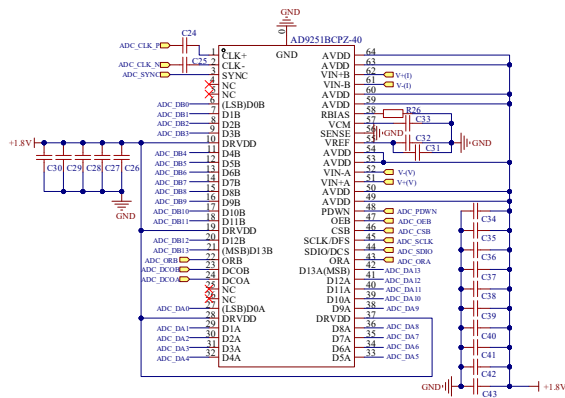 GND
AD9251BCPZ-40
0
GND
C24
ADC_CLK_P
1 CLK+ AVDD 64
C25
ADC_CLK_N
2 CLK- AVDD 63
ADC_SYNC 3 SYNC VIN+B 62 V+(I)
4 NC VIN-B 61 V-(I)
5 NC AVDD 60
6 (LSB)D0B AVDD 59
ADC_DB0
ADC_DB1 7 D1B RBIAS 58 R26
ADC_DB2 8 D2B VCM 57 C33
ADC_DB3 9 D3B SENSE 56 GND
+1.8V 10 DRVDD VREF 55 C32 GND
ADC_DB4 11 D4B AVDD 54 C31
ADC_DB5 12 D5B AVDD 53
ADC_DB6 13 D6B VIN-A 52 V-(V)
ADC_DB7 14 D7B VIN+A 51 V+(V)
ADC_DB8 15 D8B AVDD 50
ADC_DB9 16 D9B AVDD 49
ADC_DB10 17 D10B PDWN 48 ADC_PDWN
ADC_DB11 18 D11B OEB 47 ADC_OEB
19 DRVDD CSB 46 ADC_CSB
ADC_DB12 20 D12B SCLK/DFS 45 ADC_SCLK
ADC_DB13 21 (MSB)D13B SDIO/DCS 44 ADC_SDIO
ADC_ORB 22 ORB ORA 43 ADC_ORA
ADC_DCOB 23 DCOB D13A(MSB) 42 ADC_DA13
ADC_DCOA 24 DCOA D12A 41 ADC_DA12
25 NC D11A 40 ADC_DA11
26 NC D10A 39 ADC_DA10
ADC_DA0 27 (LSB)D0A D9A 38 ADC_DA9
28 DRVDD DRVDD 37
ADC_DA1 29 D1A D8A 36 ADC_DA8
ADC_DA2 30 D2A D7A 35 ADC_DA7
ADC_DA3 31 D3A D6A 34 ADC_DA6
ADC_DA4 32 D4A D5A 33 ADC_DA5
C30 C29 C28 C27 C26
GND
C34
C35
C36
C37
C38
C39
C40
C41
C42
GND C43 +1.8V